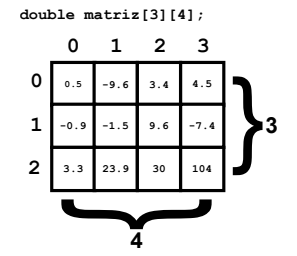 double matriz[3][4];
0 1 2 3
0 0.5 -9.6 3.4 4.5
1 -0.9 -1.5 9.6 -7.4 3
2 3.3 23.9 30 104
4